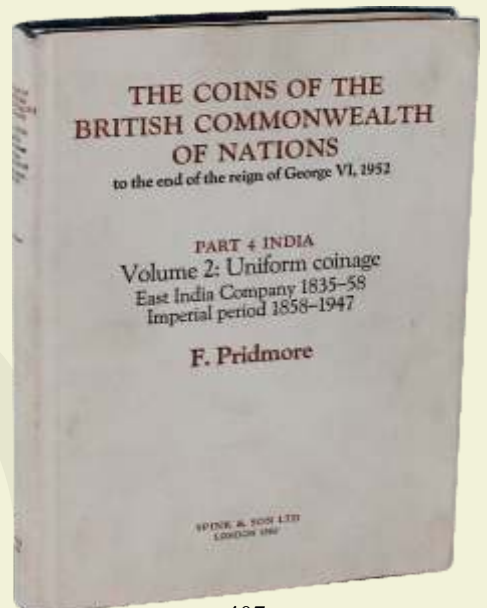 THE COINS OF THE
BRITISH COMMONWEALTH
OF NATIONS
to the end of the reign of George VI, 1952
PART 4 INDIA
Volume 2: Uniform coinage
East India Company 1835–58
Imperial period 1858–1947
F. Pridmore
SPINK & SON LTD
LONDON